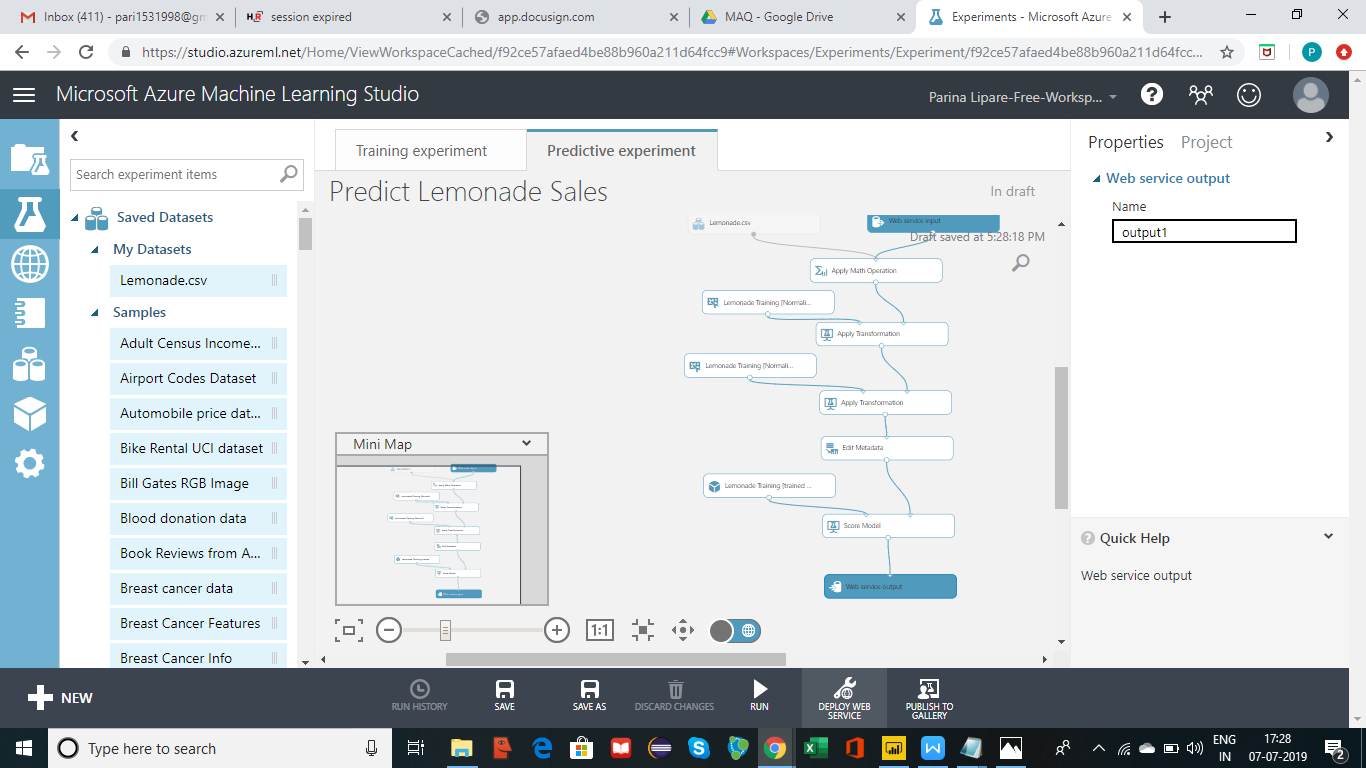 Inbox (411) - pari1531998@gm
session expired
app.docusign.com
MAQ - Google Drive
Experiments - Microsoft Azure
https://studio.azureml.net/Home/ViewWorkspaceCached/f92ce57afaed4be88b960a211d64fcc9#Workspaces/Experiments/Experiment/f92ce57afaed4be88b960a211d64fcc...
P
Microsoft Azure Machine Learning Studio
Parina Lipare-Free-Worksp...
Search experiment items
Saved Datasets
My Datasets
Lemonade.csv
Samples
Adult Census Income...
Airport Codes Dataset
Automobile price dat...
Bike Rental UCI dataset
Bill Gates RGB Image
Blood donation data
Book Reviews from A...
Breast cancer data
Breast Cancer Features
Breast Cancer Info
Training experiment
Predictive experiment
Predict Lemonade Sales
In draft
Draft saved at 5:28:18 PM
Lemonade.csv
Web service input
Apply Math Operation
Lemonade Training [Normali...
Apply Transformation
Lemonade Training [Normali...
Apply Transformation
Edit Metadata
Lemonade Training [trained ...
Score Model
Web service output
Mini Map
1:1
Properties
Project
Web service output
Name
output1
Quick Help
Web service output
NEW
RUN HISTORY
SAVE
SAVE AS
DISCARD CHANGES
RUN
DEPLOY WEB
SERVICE
PUBLISH TO
GALLERY
Type here to search
ENG
IN
17:28
07-07-2019
2